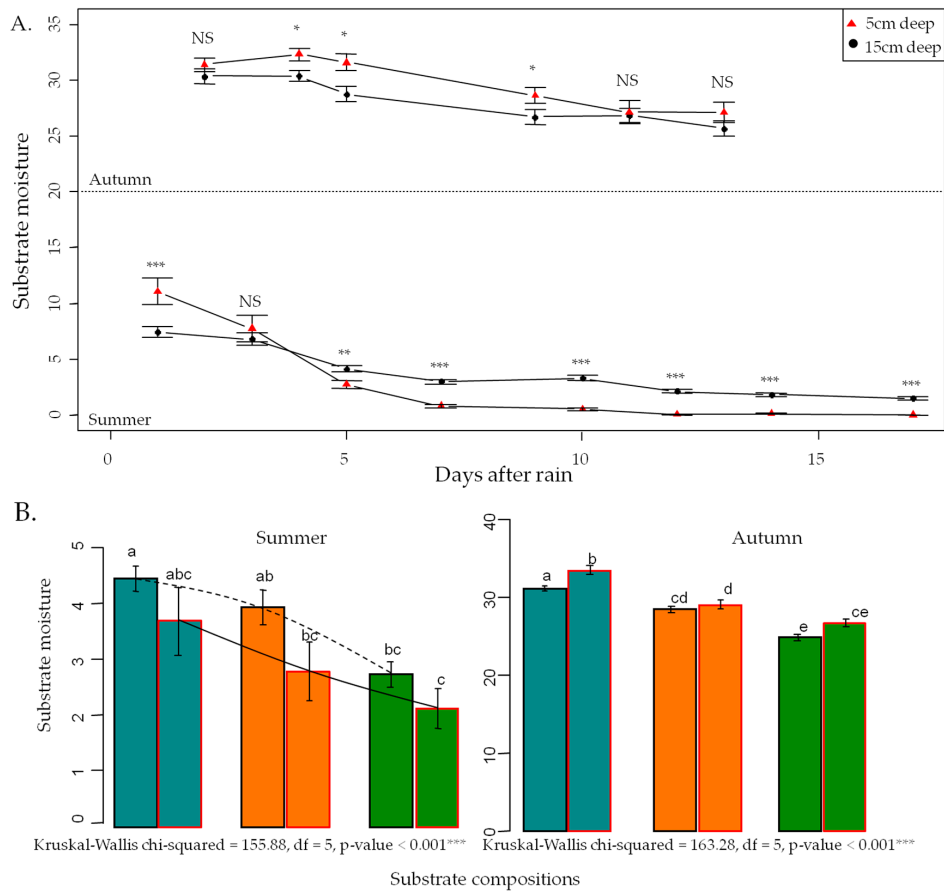 A.
5cm deep
15cm deep
NS * * * NS NS
35
30
25
20
15
10
5
0
Substrate moisture
Autumn
*** NS ** *** *** *** *** ***
Summer
0 5 10 15
Days after rain
B.
Summer
5
4
3
2
1
0
Substrate moisture
a abc ab bc bc c
Kruskal-Wallis chi-squared = 155.88, df = 5, p-value < 0.001***
Autumn
40
30
20
10
0
a b cd d e ce
Kruskal-Wallis chi-squared = 163.28, df = 5, p-value < 0.001***
Substrate compositions